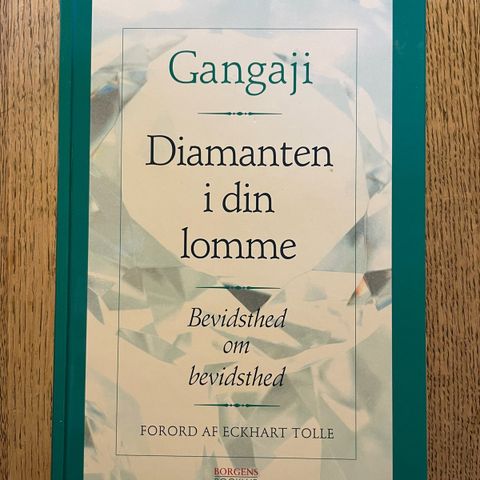 Gangaji
Diamanten
i din
lomme
Bevidsthed
om
bevidsthed
FORORD AF ECKHART TOLLE
BORGENS